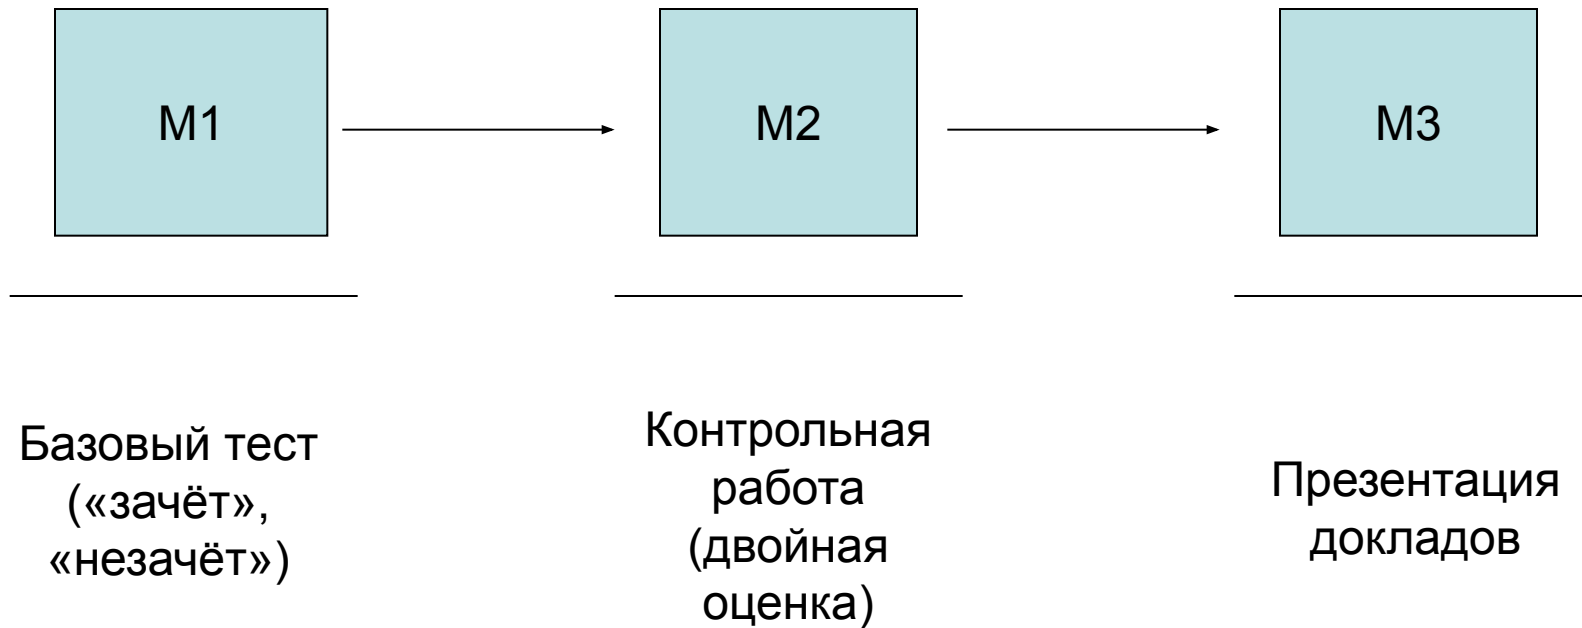 М1
М2
М3
Базовый тест
(«зачёт»,
«незачёт»)
Контрольная
работа
(двойная
оценка)
Презентация
докладов